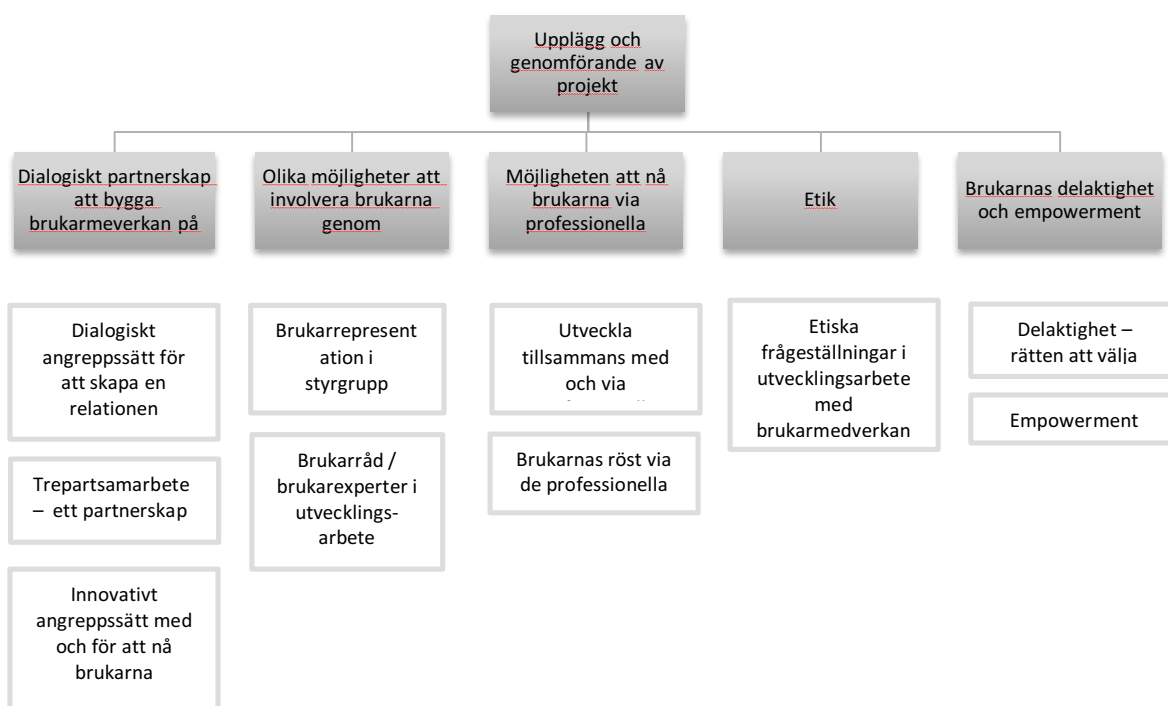 Upplägg och
genomförande av
projekt
Dialogiskt partnerskap
att bygga
brukarmeverkan på
Olika möjligheter att
involvera brukarna
genom
Möjligheten att nå
brukarna via
professionella
Etik
Brukarnas delaktighet
och empowerment
Dialogiskt
angreppssätt för
att skapa en
relationen
Trepartsamarbete
– ett partnerskap
Innovativt
angreppssätt med
och för att nå
brukarna
Brukarrepresent
ation i
styrgrupp
Brukarråd /
brukarexperter i
utvecklings-
arbete
Utveckla
tillsammans med
och via
Brukarnas röst via
de professionella
Etiska
frågeställningar i
utvecklingsarbete
med
brukarmedverkan
Delaktighet –
rätten att välja
Empowerment